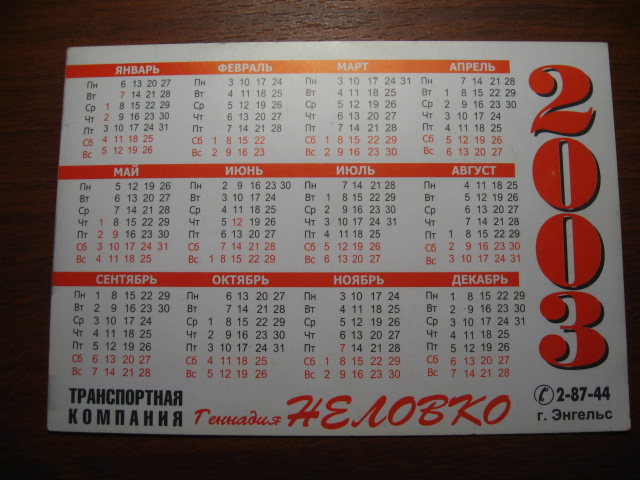 ЯНВАРЬ ФЕВРАЛЬ МАРТ АПРЕЛЬ
Пн 6 13 20 27 Пн 3 10 17 24 Пн 3 10 17 24 31 Пн 7 14 21 28
Вт 7 14 21 28 Вт 4 11 18 25 Вт 4 11 18 25 Вт 1 8 15 22 29
Ср 1 8 15 22 29 Ср 5 12 19 26 Ср 5 12 19 26 Ср 2 9 16 23 30
Чт 2 9 16 23 30 Чт 6 13 20 27 Чт 6 13 20 27 Чт 3 10 17 24
Пт 3 10 17 24 31 Пт 7 14 21 28 Пт 7 14 21 28 Пт 4 11 18 25
Сб 4 11 18 25 Сб 1 8 15 22 Сб 1 8 15 22 29 Сб 5 12 19 26
Вс 5 12 19 26 Вс 2 9 16 23 Вс 2 9 16 23 30 Вс 6 13 20 27
2003
МАЙ ИЮНЬ ИЮЛЬ АВГУСТ
Пн 5 12 19 26 Пн 2 9 16 23 30 Пн 7 14 21 28 Пн 4 11 18 25
Вт 6 13 20 27 Вт 3 10 17 24 Вт 1 8 15 22 29 Вт 5 12 19 26
Ср 7 14 21 28 Ср 4 11 18 25 Ср 2 9 16 23 30 Ср 6 13 20 27
Чт 1 8 15 22 29 Чт 5 12 19 26 Чт 3 10 17 24 31 Чт 7 14 21 28
Пт 2 9 16 23 30 Пт 6 13 20 27 Пт 4 11 18 25 Пт 1 8 15 22 29
Сб 3 10 17 24 31 Сб 7 14 21 28 Сб 5 12 19 26 Сб 2 9 16 23 30
Вс 4 11 18 25 Вс 1 8 15 22 29 Вс 6 13 20 27 Вс 3 10 17 24 31
СЕНТЯБРЬ ОКТЯБРЬ НОЯБРЬ ДЕКАБРЬ
Пн 1 8 15 22 29 Пн 6 13 20 27 Пн 3 10 17 24 Пн 1 8 15 22 29
Вт 2 9 16 23 30 Вт 7 14 21 28 Вт 4 11 18 25 Вт 2 9 16 23 30
Ср 3 10 17 24 Ср 1 8 15 22 29 Ср 5 12 19 26 Ср 3 10 17 24 31
Чт 4 11 18 25 Чт 2 9 16 23 30 Чт 6 13 20 27 Чт 4 11 18 25
Пт 5 12 19 26 Пт 3 10 17 24 31 Пт 7 14 21 28 Пт 5 12 19 26
Сб 6 13 20 27 Сб 4 11 18 25 Сб 1 8 15 22 29 Сб 6 13 20 27
Вс 7 14 21 28 Вс 5 12 19 26 Вс 2 9 16 23 30 Вс 7 14 21 28
ТРАНСПОРТНАЯ
КОМПАНИЯ
Геннадия НЕЛОВКО
2-87-44
г. Энгельс